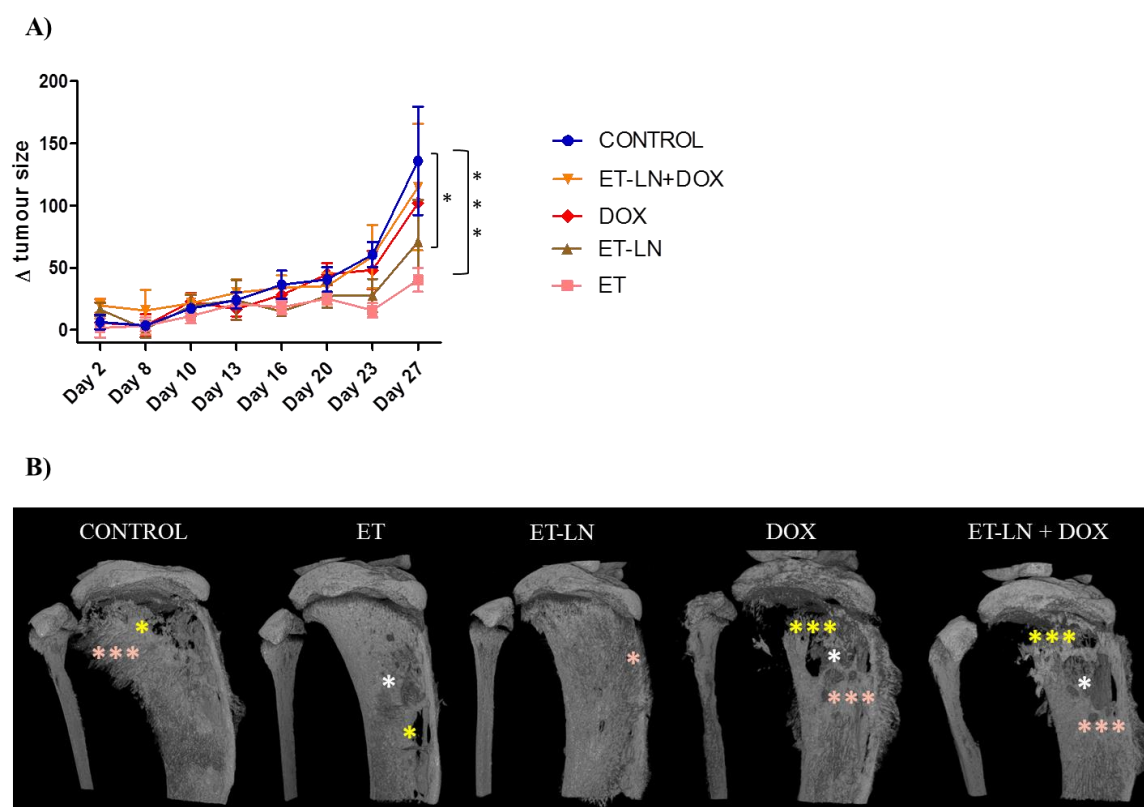 A)
200
150
100
50
0
Δ tumour size
Day 2
Day 8
Day 10
Day 13
Day 16
Day 20
Day 23
Day 27
*
*
*
*
CONTROL
ET-LN+DOX
DOX
ET-LN
ET
B)
CONTROL ET ET-LN DOX ET-LN + DOX
* *** * * * *** * *** *** * ***